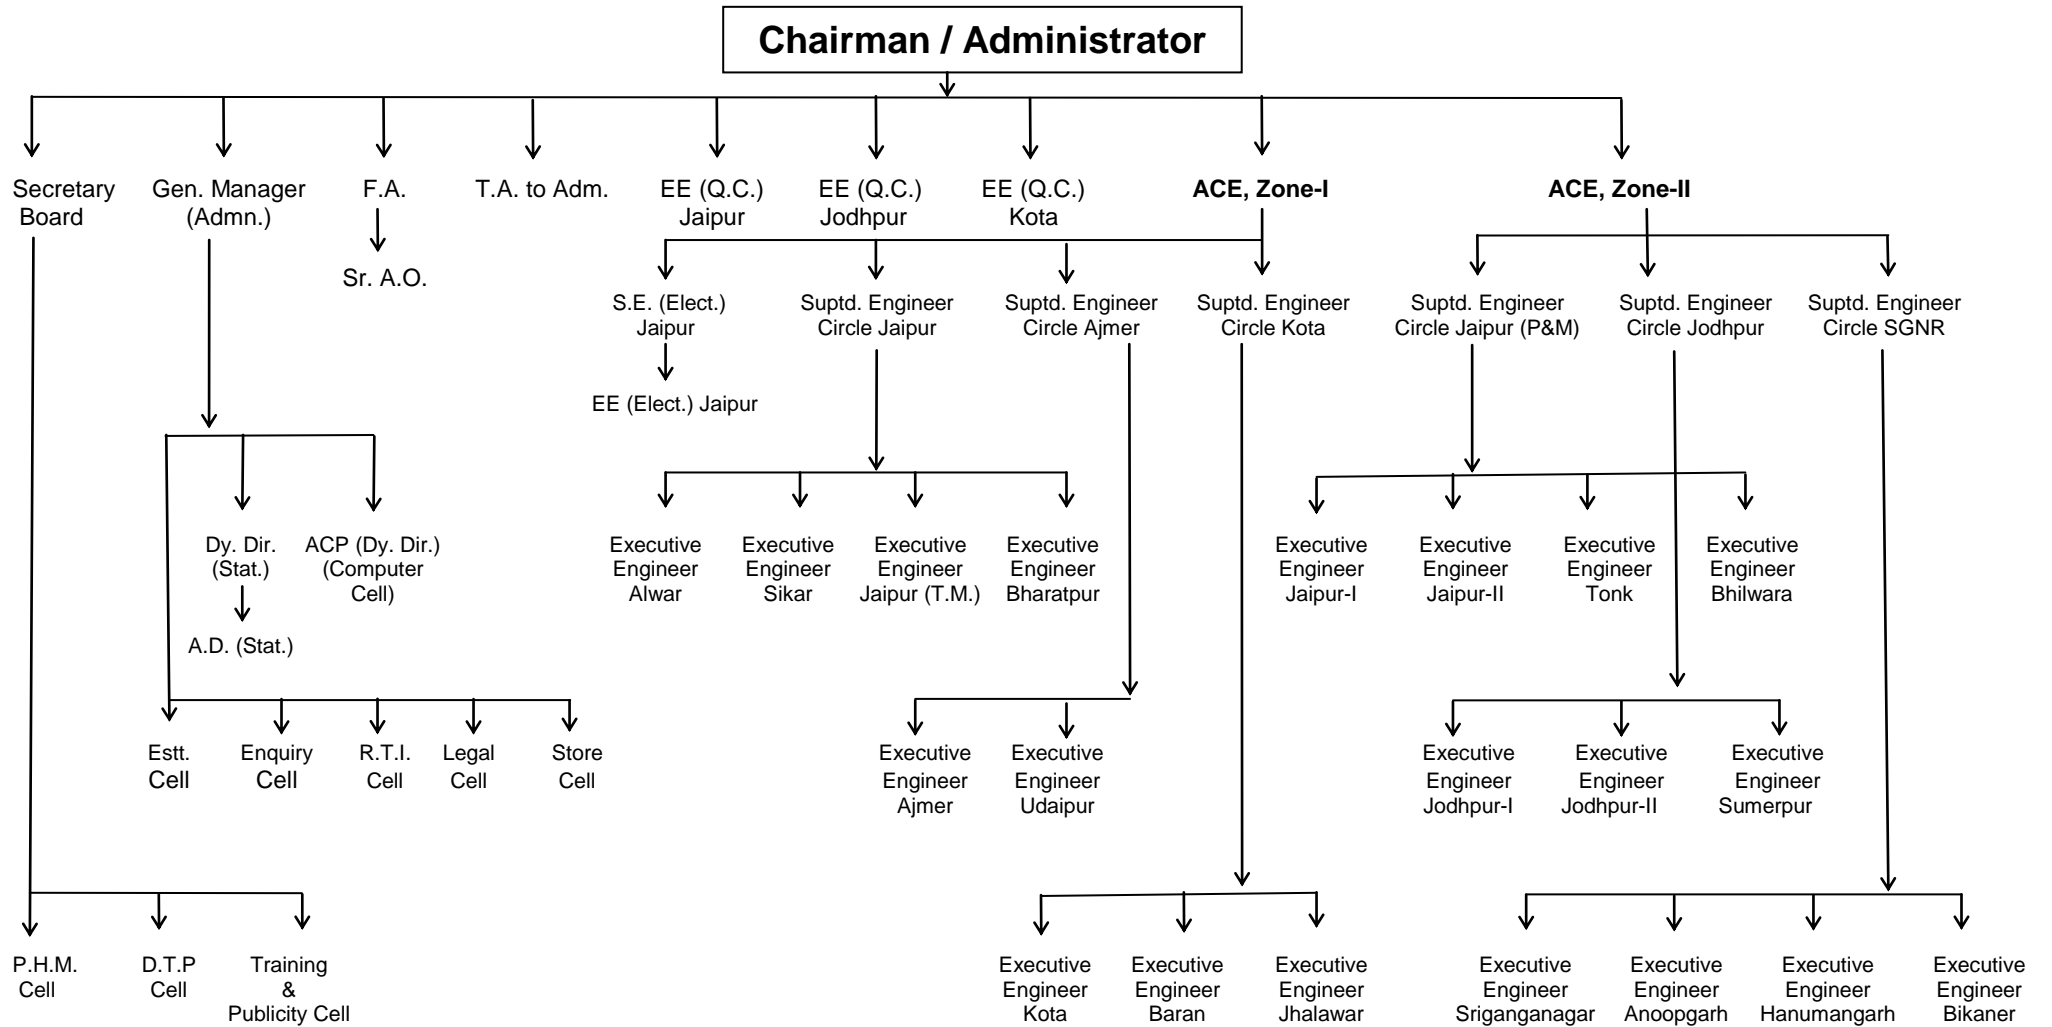 Chairman / Administrator
Secretary
Board
Gen. Manager
(Admn.)
F.A.
Sr. A.O.
T.A. to Adm.
EE (Q.C.)
Jaipur
EE (Q.C.)
Jodhpur
EE (Q.C.)
Kota
ACE, Zone-I
ACE, Zone-II
S.E. (Elect.)
Jaipur
EE (Elect.) Jaipur
Suptd. Engineer
Circle Jaipur
Suptd. Engineer
Circle Ajmer
Suptd. Engineer
Circle Kota
Suptd. Engineer
Circle Jaipur (P&M)
Suptd. Engineer
Circle Jodhpur
Suptd. Engineer
Circle SGNR
Dy. Dir.
(Stat.)
A.D. (Stat.)
ACP (Dy. Dir.)
(Computer
Cell)
Executive
Engineer
Alwar
Executive
Engineer
Sikar
Executive
Engineer
Jaipur (T.M.)
Executive
Engineer
Bharatpur
Executive
Engineer
Jaipur-I
Executive
Engineer
Jaipur-II
Executive
Engineer
Tonk
Executive
Engineer
Bhilwara
Estt.
Cell
Enquiry
Cell
R.T.I.
Cell
Legal
Cell
Store
Cell
Executive
Engineer
Ajmer
Executive
Engineer
Udaipur
Executive
Engineer
Jodhpur-I
Executive
Engineer
Jodhpur-II
Executive
Engineer
Sumerpur
P.H.M.
Cell
D.T.P
Cell
Training
&
Publicity Cell
Executive
Engineer
Kota
Executive
Engineer
Baran
Executive
Engineer
Jhalawar
Executive
Engineer
Sriganganagar
Executive
Engineer
Anoopgarh
Executive
Engineer
Hanumangarh
Executive
Engineer
Bikaner